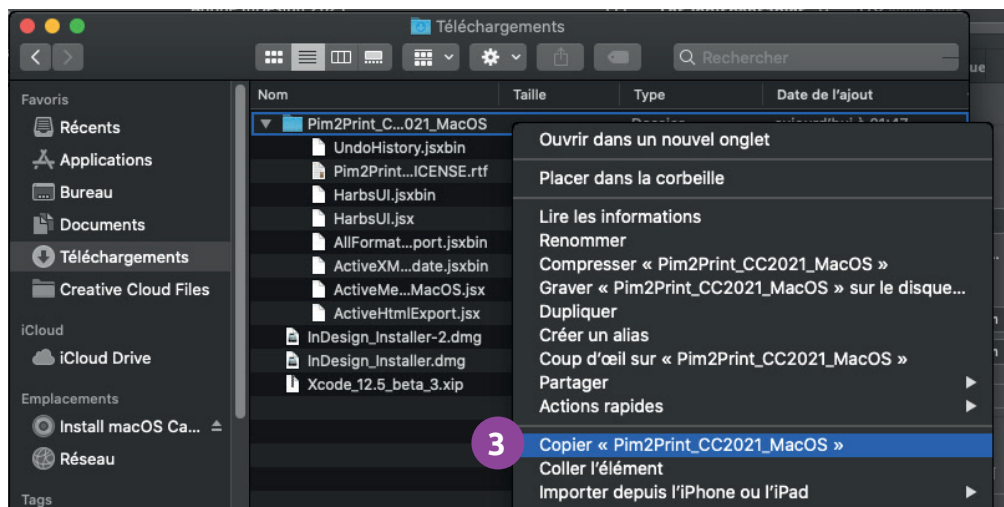 Téléchargements
Rechercher
ue
Favoris
Récents
Applications
Bureau
Documents
Téléchargements
Creative Cloud Files
iCloud
iCloud Drive
Emplacements
Install macOS Ca...
Réseau
Tags
Nom Taille Type Date de l'ajout
Pim2Print_C...021_MacOS Dossier
UndoHistory.jsxbin
Pim2Print...ICENSE.rtf
HarbsUI.jsxbin
HarbsUI.jsx
AllFormat...port.jsxbin
ActiveXM...date.jsxbin
ActiveMe...MacOS.jsx
ActiveHtmlExport.jsx
InDesign_Installer-2.dmg
InDesign_Installer.dmg
Xcode_12.5_beta_3.xip
Ouvrir dans un nouvel onglet
Placer dans la corbeille
Lire les informations
Renommer
Compresser « Pim2Print_CC2021_MacOS »
Graver « Pim2Print_CC2021_MacOS » sur le disque...
Dupliquer
Créer un alias
Coup d'œil sur « Pim2Print_CC2021_MacOS »
Partager
Actions rapides
3
Copier « Pim2Print_CC2021_MacOS »
Coller l'élément
Importer depuis l'iPhone ou l'iPad